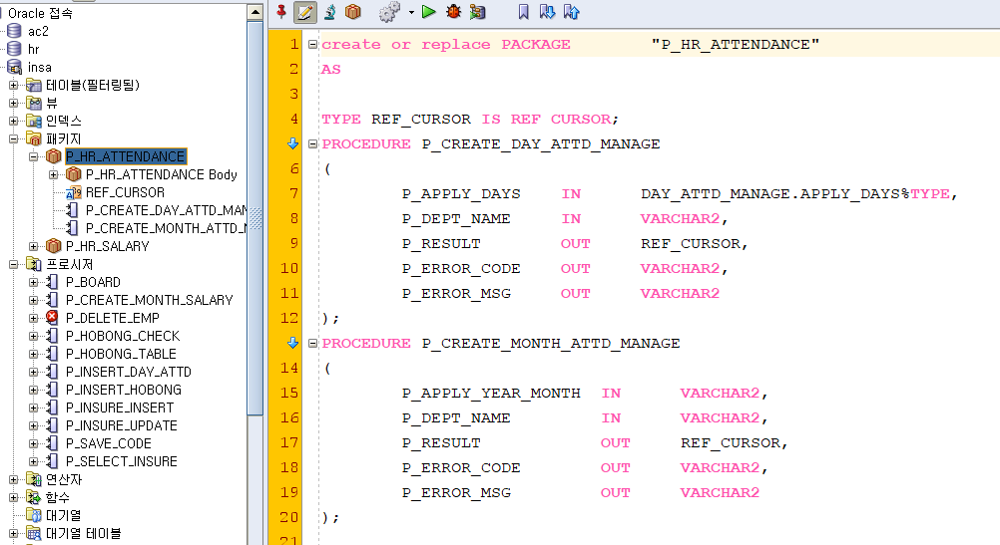 Oracle 접속
ac2
hr
insa
테이블(필터링됨)
뷰
인덱스
패키지
P_HR_ATTENDANCE
P_HR_ATTENDANCE Body
REF_CURSOR
P_CREATE_DAY_ATTD_MAN
P_CREATE_MONTH_ATTD_M
P_HR_SALARY
프로시저
P_BOARD
P_CREATE_MONTH_SALARY
P_DELETE_EMP
P_HOBONG_CHECK
P_HOBONG_TABLE
P_INSERT_DAY_ATTD
P_INSERT_HOBONG
P_INSURE_INSERT
P_INSURE_UPDATE
P_SAVE_CODE
P_SELECT_INSURE
연산자
함수
대기열
대기열 테이블
1 create or replace PACKAGE "P_HR_ATTENDANCE"
2 AS
3
4 TYPE REF_CURSOR IS REF CURSOR;
PROCEDURE P_CREATE_DAY_ATTD_MANAGE
6 (
7 P_APPLY_DAYS IN DAY_ATTD_MANAGE.APPLY_DAYS%TYPE,
8 P_DEPT_NAME IN VARCHAR2,
9 P_RESULT OUT REF_CURSOR,
10 P_ERROR_CODE OUT VARCHAR2,
11 P_ERROR_MSG OUT VARCHAR2
12 );
PROCEDURE P_CREATE_MONTH_ATTD_MANAGE
14 (
15 P_APPLY_YEAR_MONTH IN VARCHAR2,
16 P_DEPT_NAME IN VARCHAR2,
17 P_RESULT OUT REF_CURSOR,
18 P_ERROR_CODE OUT VARCHAR2,
19 P_ERROR_MSG OUT VARCHAR2
20 );
21